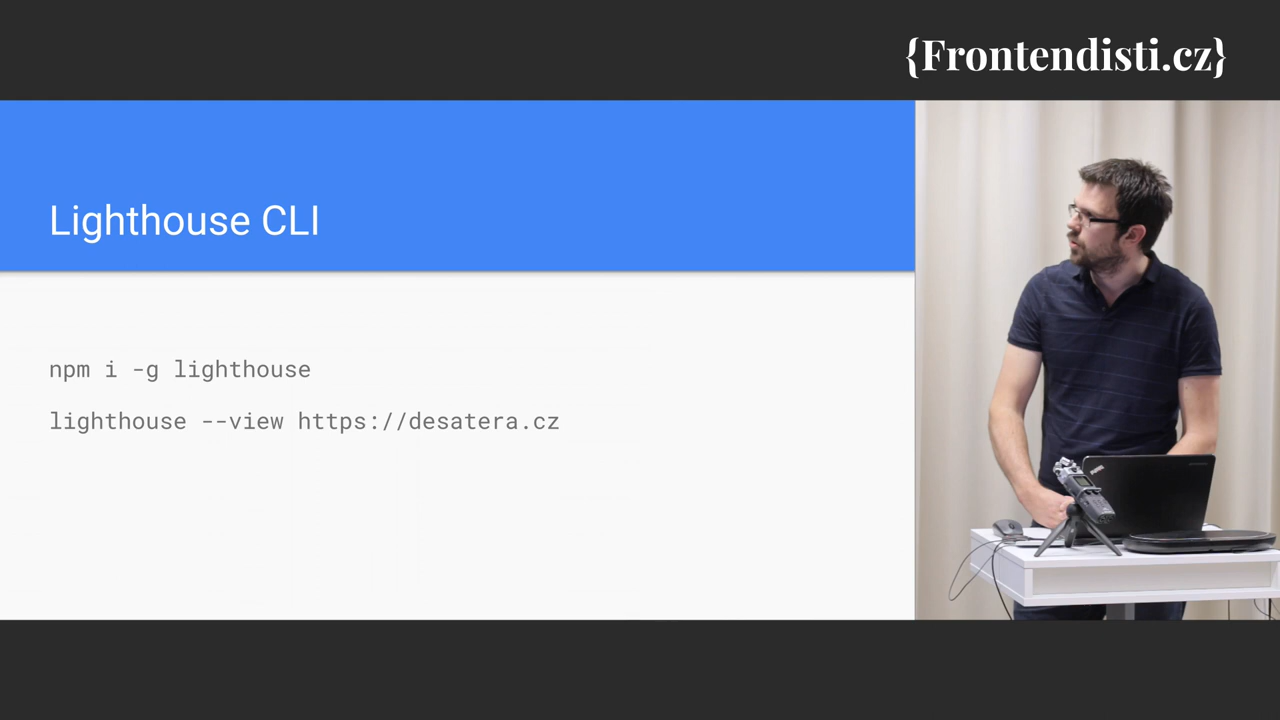 {Frontendisti.cz}
Lighthouse CLI
npm i -g lighthouse
lighthouse --view https://desatera.cz